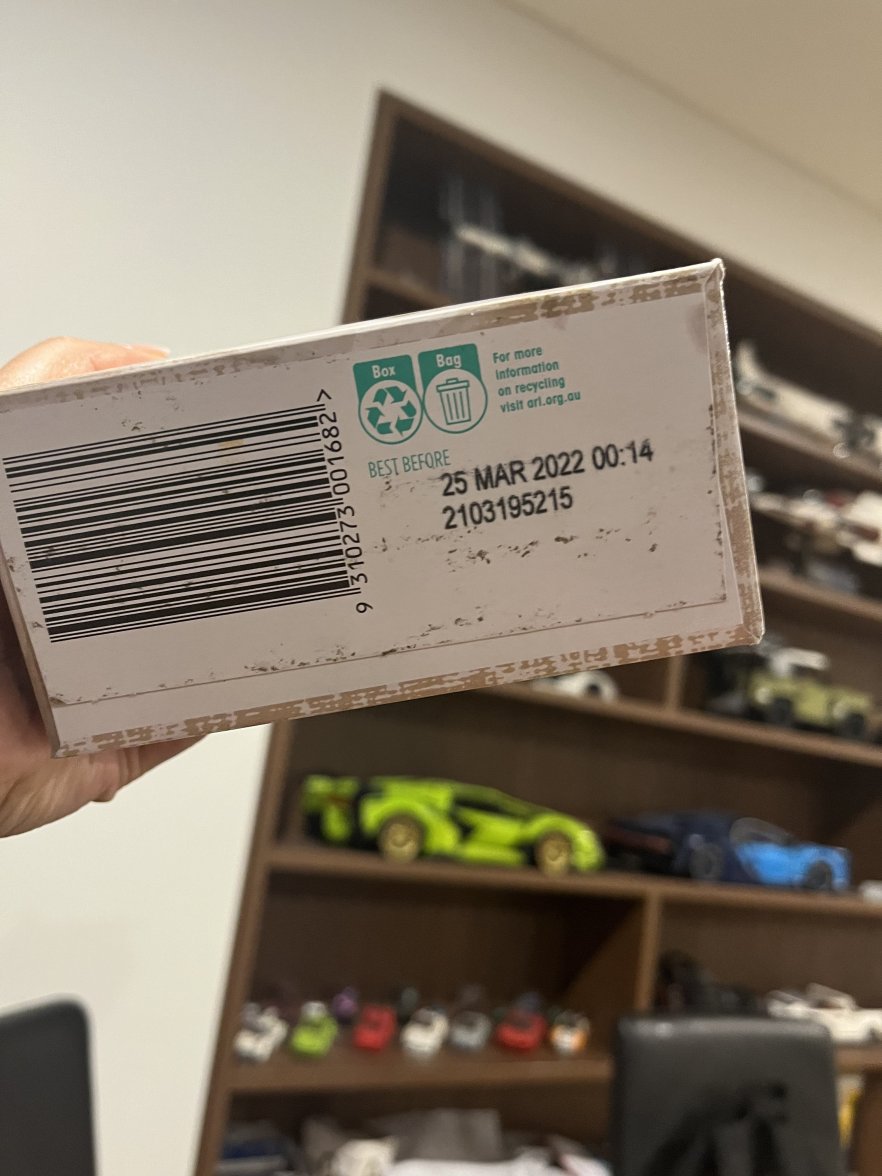 Box
Bag
For more
information
on recycling
visit arl.org.au
BEST BEFORE
25 MAR 2022 00:14
2103195215
9 310273 001682 >